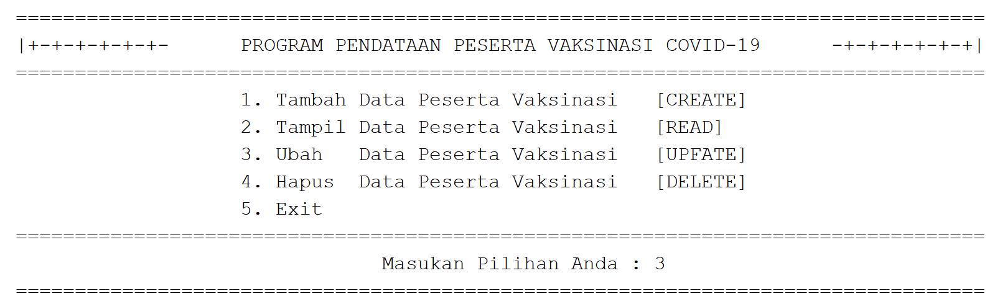 ==================================================================================
|+-+-+-+-+-+-      PROGRAM PENDATAAN PESERTA VAKSINASI COVID-19      -+-+-+-+-+-+|
==================================================================================
1. Tambah Data Peserta Vaksinasi   [CREATE]
2. Tampil Data Peserta Vaksinasi   [READ]
3. Ubah   Data Peserta Vaksinasi   [UPFATE]
4. Hapus  Data Peserta Vaksinasi   [DELETE]
5. Exit
==================================================================================
Masukan Pilihan Anda : 3
==================================================================================